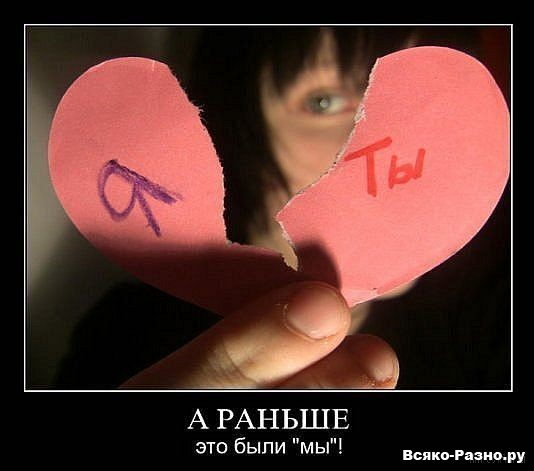 Я
Ты
А РАНЬШЕ
это были "мы"!
Всяко-Разно.ру